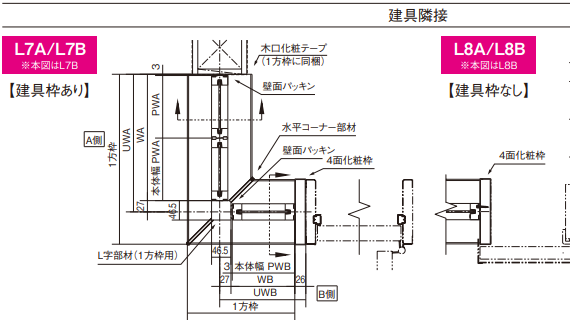 建具隣接
L7A/L7B
※本図はL7B
【建具枠あり】
L8A/L8B
※本図はL8B
【建具枠なし】
木口化粧テープ
(1方枠に同梱)
壁面パッキン
水平コーナー部材
壁面パッキン
4面化粧枠
4面化粧枠
A側
1方枠
UWA
WA
3
PWA
本体幅 PWA
27
46.5
L字部材(1方枠用)
46.5
3 本体幅 PWB
27 WB 26
UWB
B側
1方枠